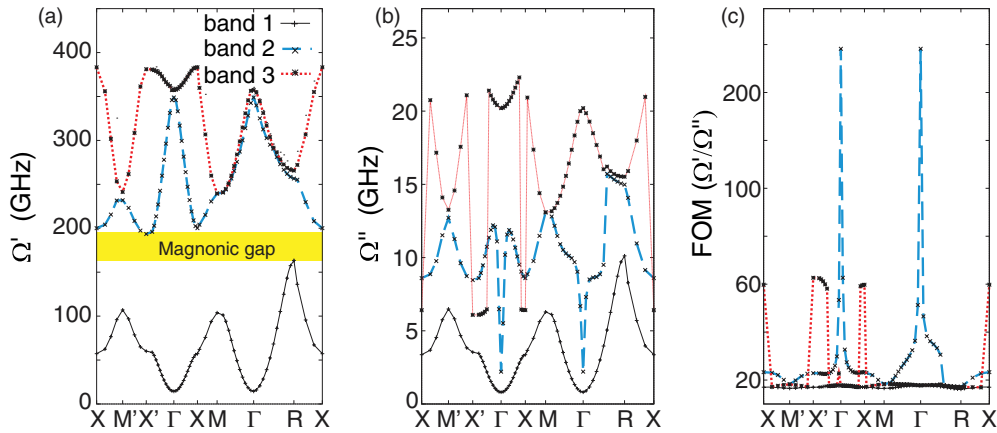 (a)
band 1
band 2
band 3
Ω' (GHz)
400
300
200
100
0
Magnonic gap
X M' X' Γ X M Γ R X
(b)
Ω" (GHz)
25
20
15
10
5
0
X M' X' Γ X M Γ R X
(c)
FOM (Ω'/Ω")
200
100
60
20
X M' X' Γ X M Γ R X